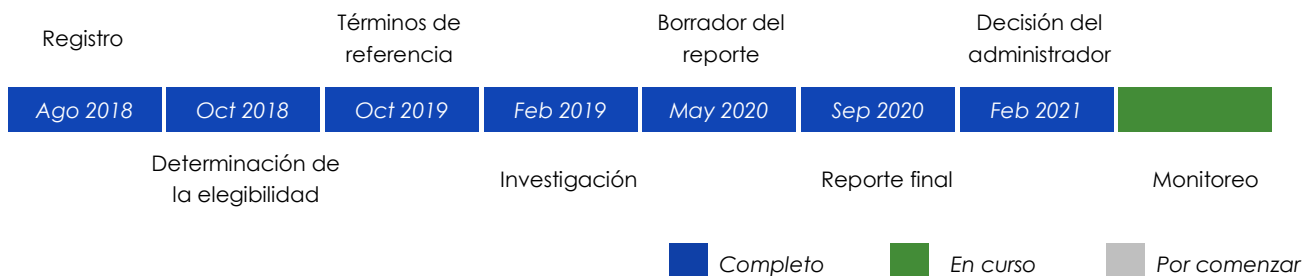 Registro
Términos de
referencia
Borrador del
reporte
Decisión del
administrador
Ago 2018
Oct 2018
Oct 2019
Feb 2019
May 2020
Sep 2020
Feb 2021
Determinación de
la elegibilidad
Investigación
Reporte final
Monitoreo
Completo
En curso
Por comenzar